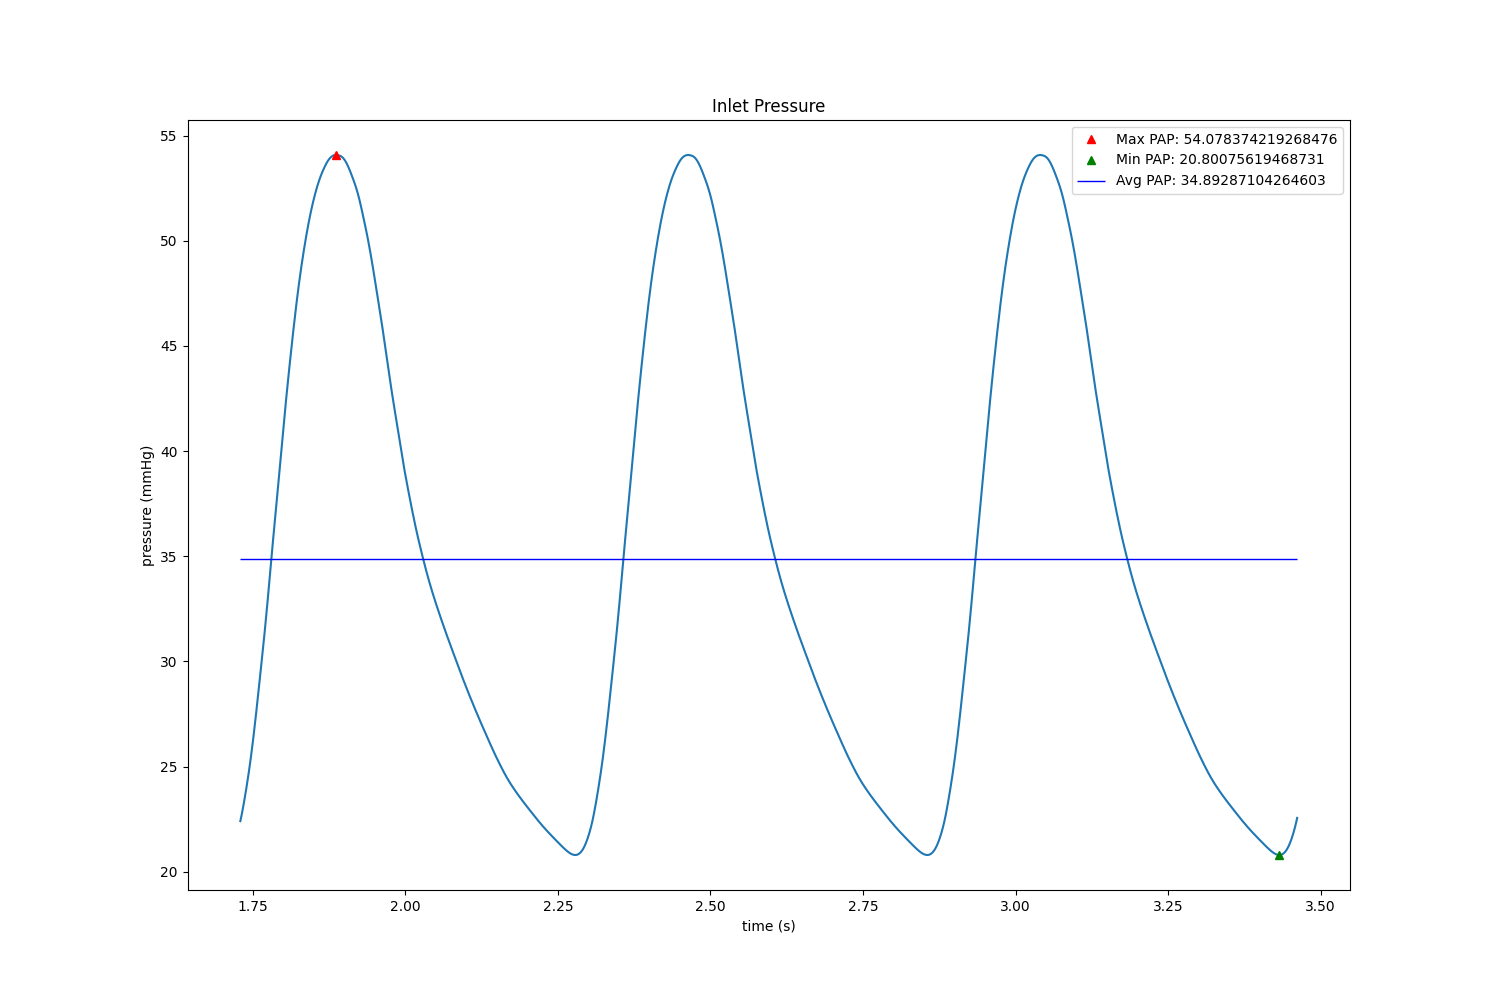 Inlet Pressure
Max PAP: 54.078374219268476
Min PAP: 20.80075619468731
Avg PAP: 34.89287104264603
pressure (mmHg)
55
50
45
40
35
30
25
20
1.75 2.00 2.25 2.50 2.75 3.00 3.25 3.50
time (s)